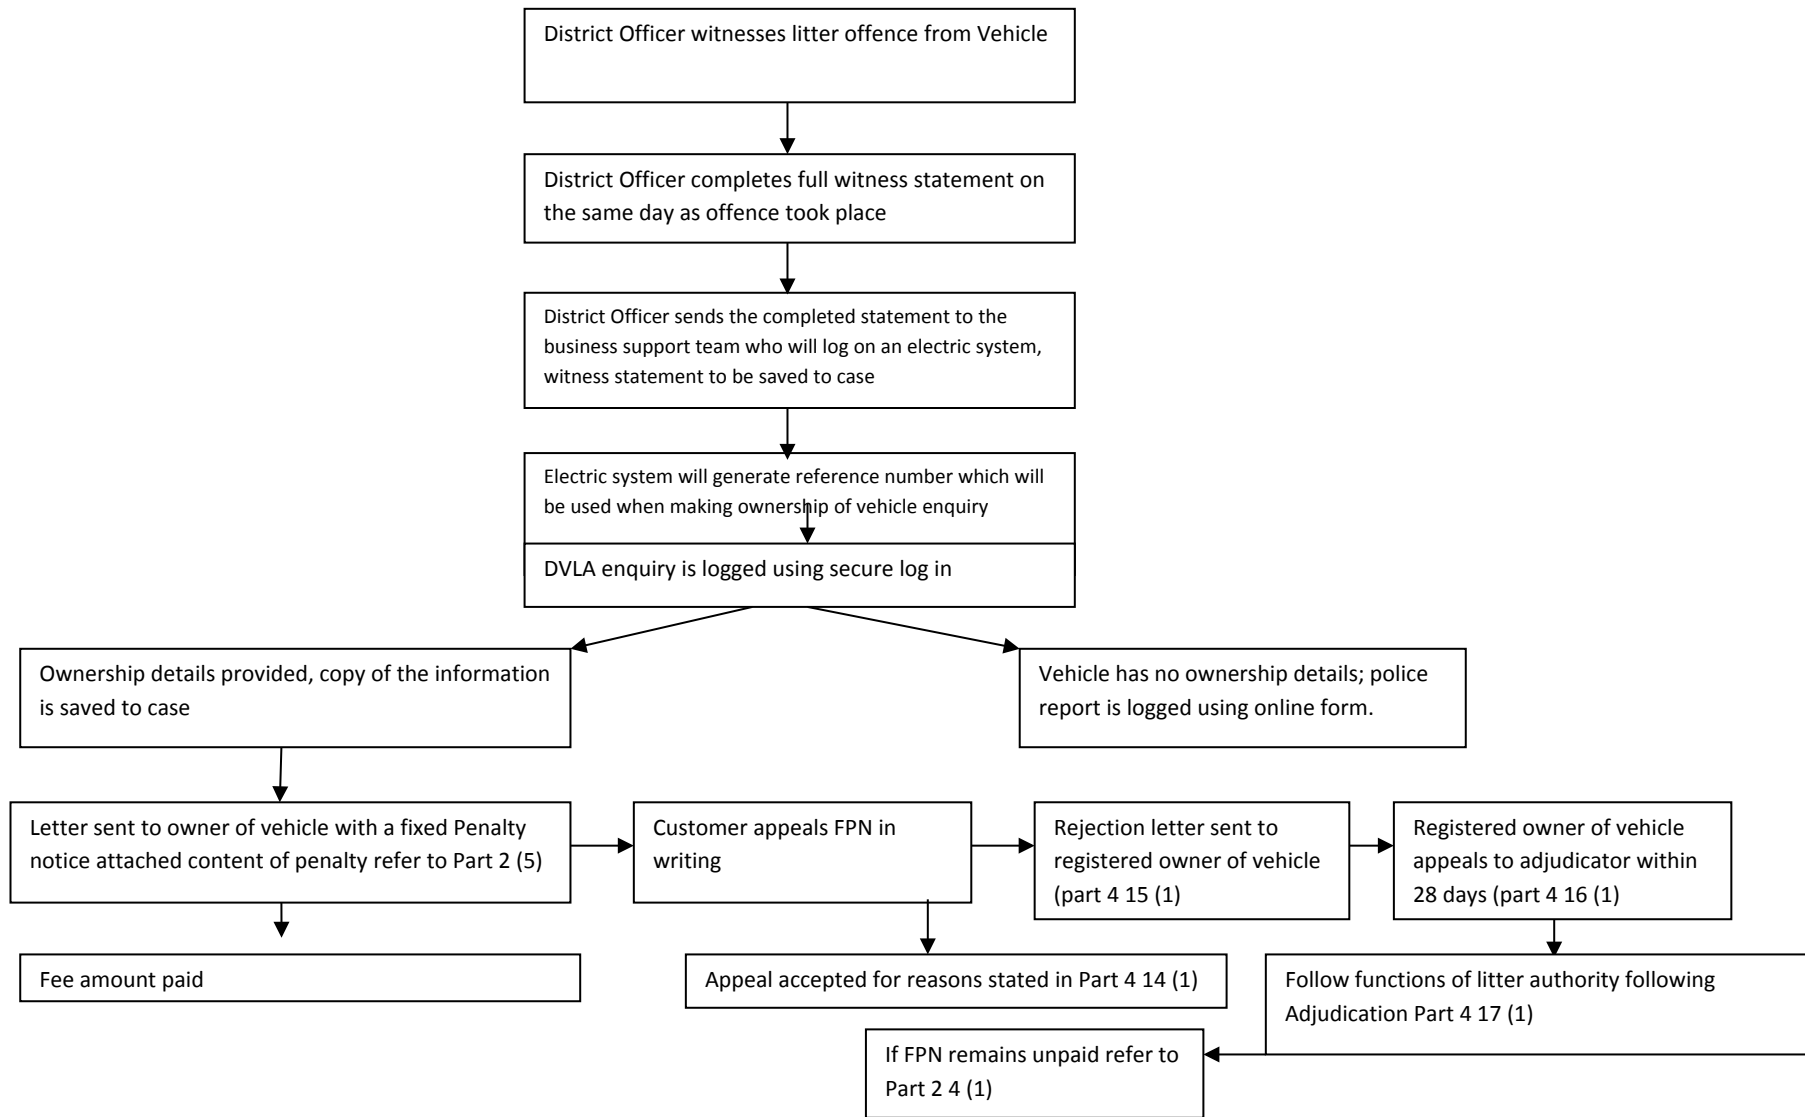 District Officer witnesses litter offence from Vehicle
District Officer completes full witness statement on
the same day as offence took place
District Officer sends the completed statement to the
business support team who will log on an electric system,
witness statement to be saved to case
Electric system will generate reference number which will
be used when making ownership of vehicle enquiry
DVLA enquiry is logged using secure log in
Ownership details provided, copy of the information
is saved to case
Vehicle has no ownership details; police
report is logged using online form.
Letter sent to owner of vehicle with a fixed Penalty
notice attached content of penalty refer to Part 2 (5)
Customer appeals FPN in
writing
Rejection letter sent to
registered owner of vehicle
(part 4 15 (1)
Registered owner of vehicle
appeals to adjudicator within
28 days (part 4 16 (1)
Fee amount paid
Appeal accepted for reasons stated in Part 4 14 (1)
Follow functions of litter authority following
Adjudication Part 4 17 (1)
If FPN remains unpaid refer to
Part 2 4 (1)